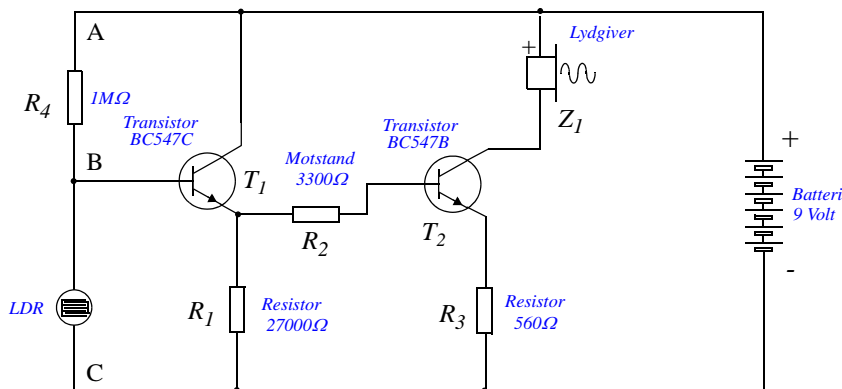 A
Lydgiver
+
R4
1MΩ
Transistor
BC547C
Z1
Transistor
BC547B
+
B
T1
Motstand
3300Ω
Batteri
9 Volt
R2
T2
-
LDR
R1
Resistor
27000Ω
R3
Resistor
560Ω
C